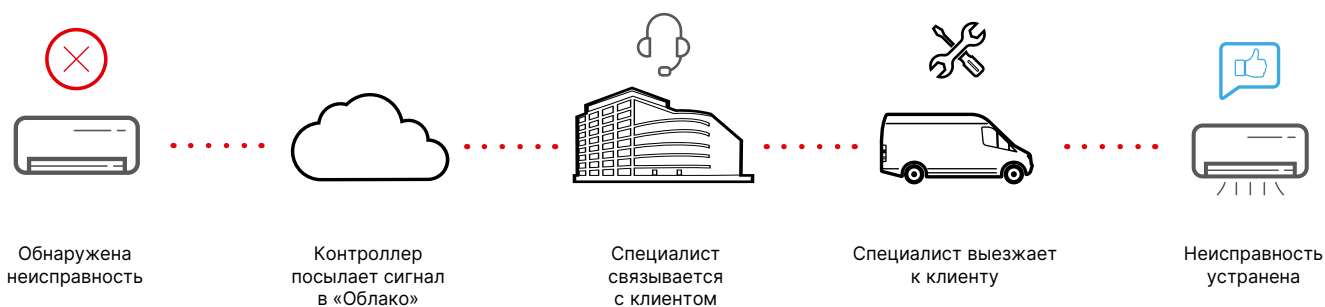 Обнаружена
неисправность
Контроллер
посылает сигнал
в «Облако»
Специалист
связывается
с клиентом
Специалист выезжает
к клиенту
Неисправность
устранена